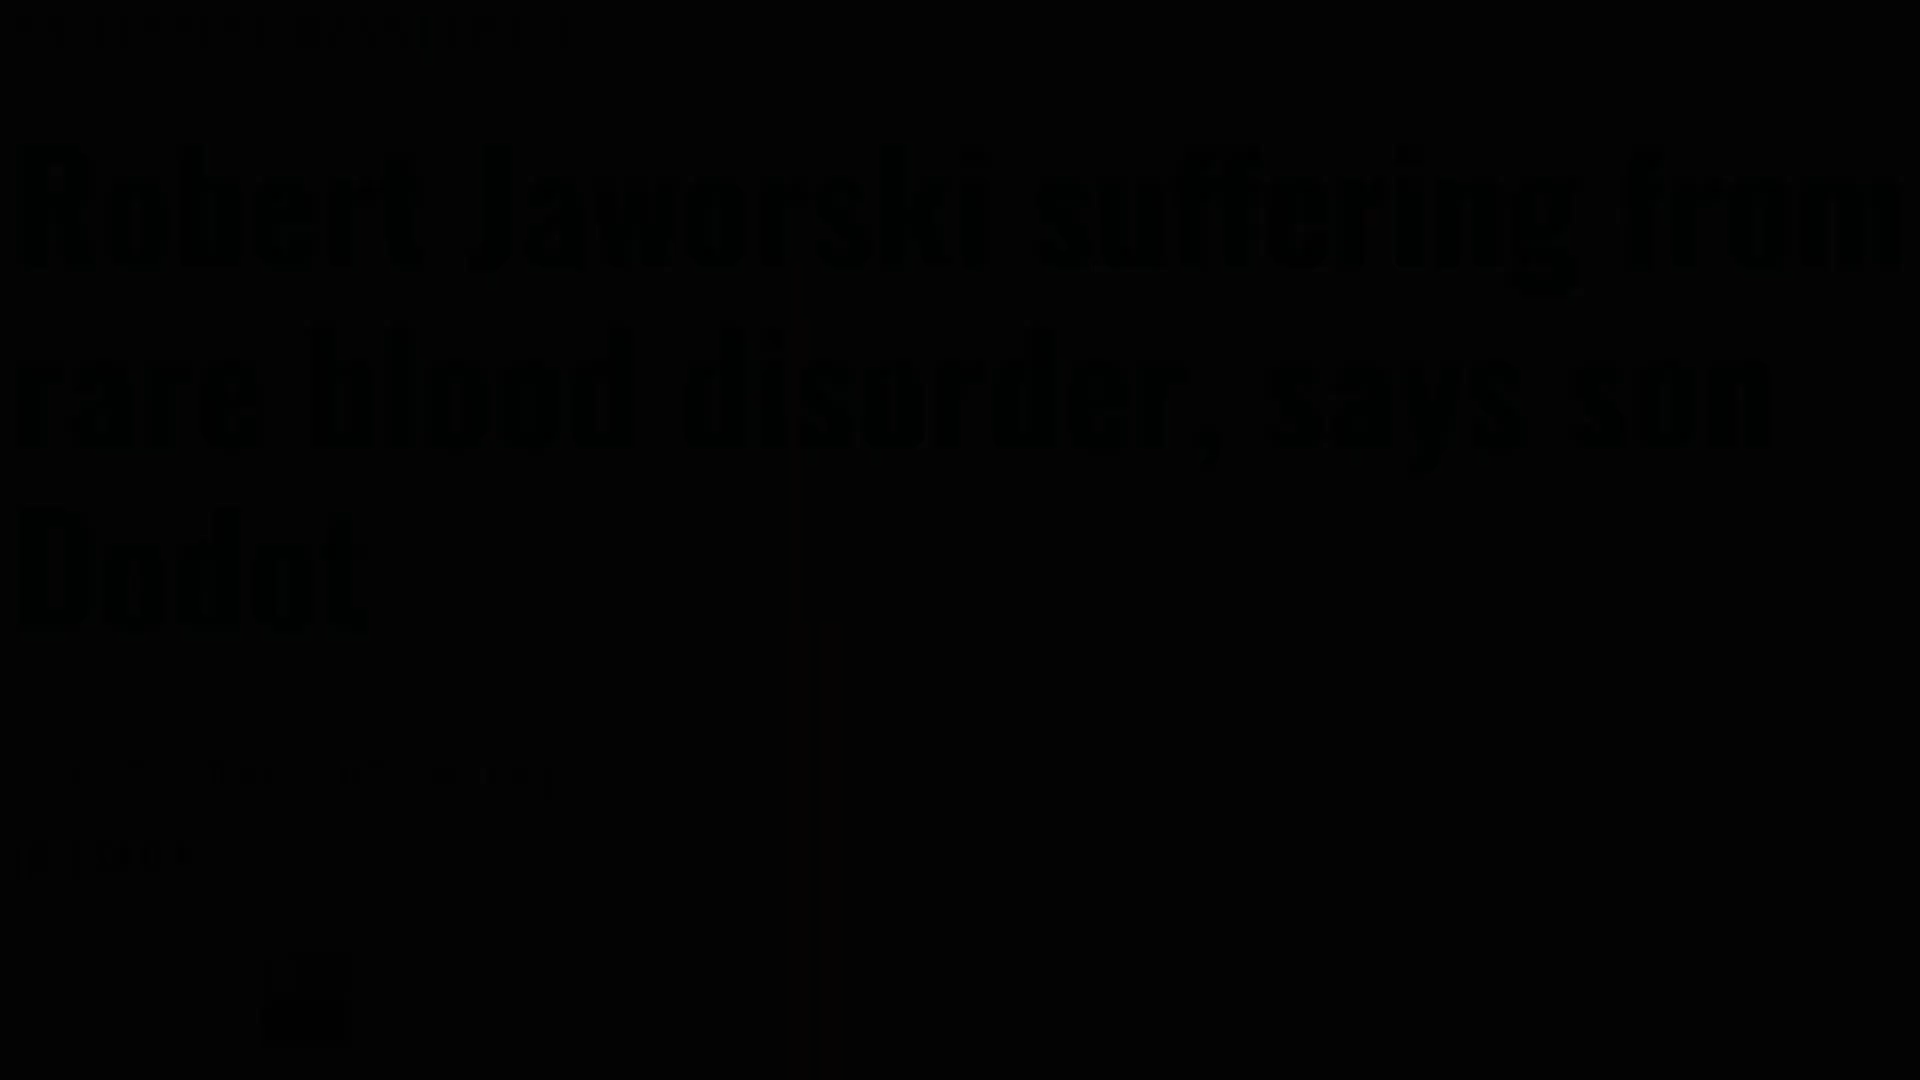 Robert Jaworski suffering from
rare blood disorder, says son
Dodot